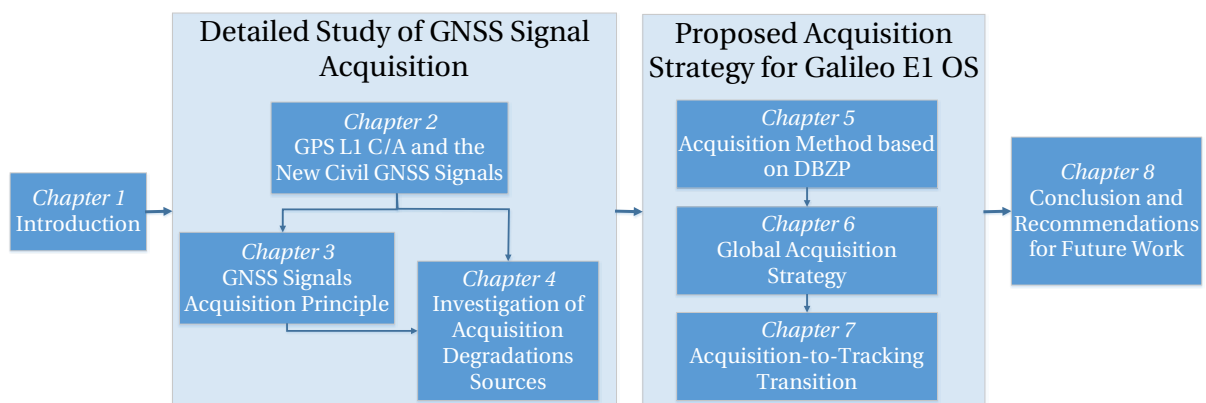 Chapter 1
Introduction
Detailed Study of GNSS Signal
Acquisition
Chapter 2
GPS L1 C/A and the
New Civil GNSS Signals
Chapter 3
GNSS Signals
Acquisition Principle
Chapter 4
Investigation of
Acquisition
Degradations
Sources
Proposed Acquisition
Strategy for Galileo E1 OS
Chapter 5
Acquisition Method based
on DBZP
Chapter 6
Global Acquisition
Strategy
Chapter 7
Acquisition-to-Tracking
Transition
Chapter 8
Conclusion and
Recommendations
for Future Work